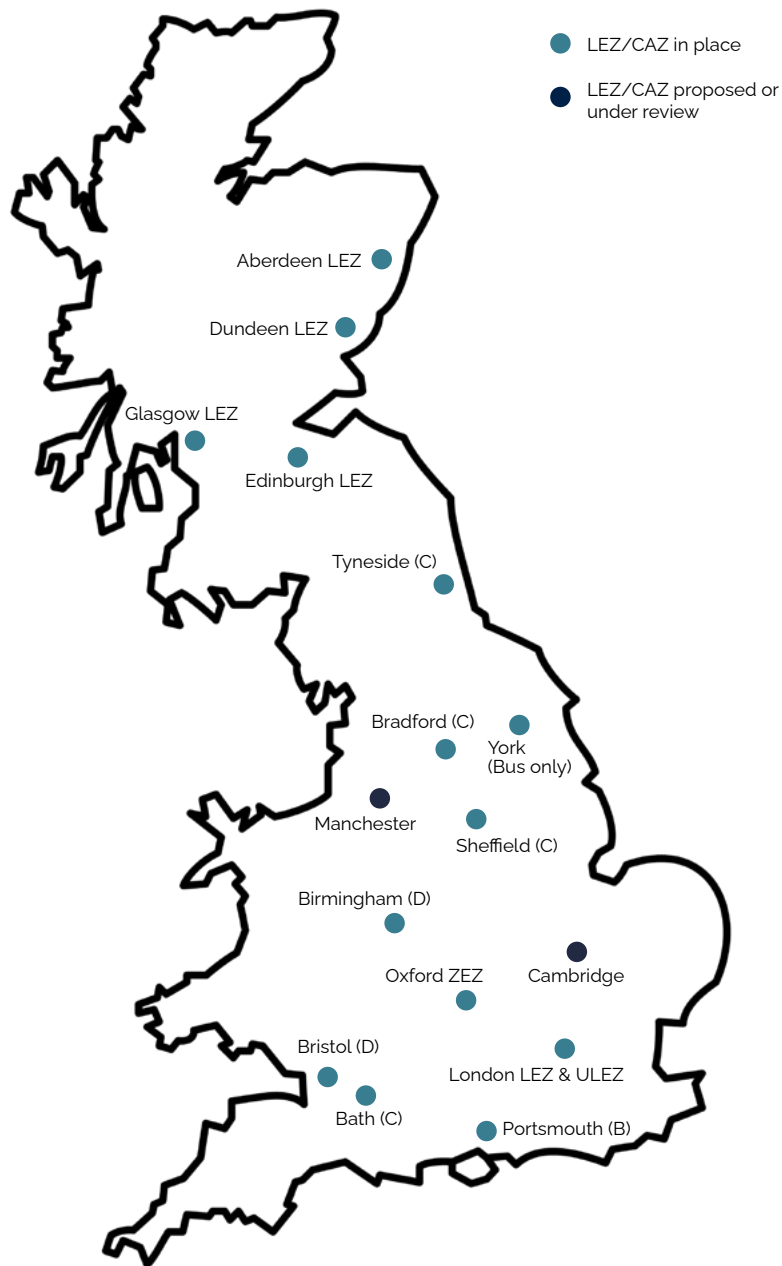 LEZ/CAZ in place
LEZ/CAZ proposed or
under review
Aberdeen LEZ
Dundeen LEZ
Glasgow LEZ
Edinburgh LEZ
Tyneside (C)
Bradford (C)
York
(Bus only)
Manchester
Sheffield (C)
Birmingham (D)
Cambridge
Oxford ZEZ
Bristol (D)
London LEZ & ULEZ
Bath (C)
Portsmouth (B)